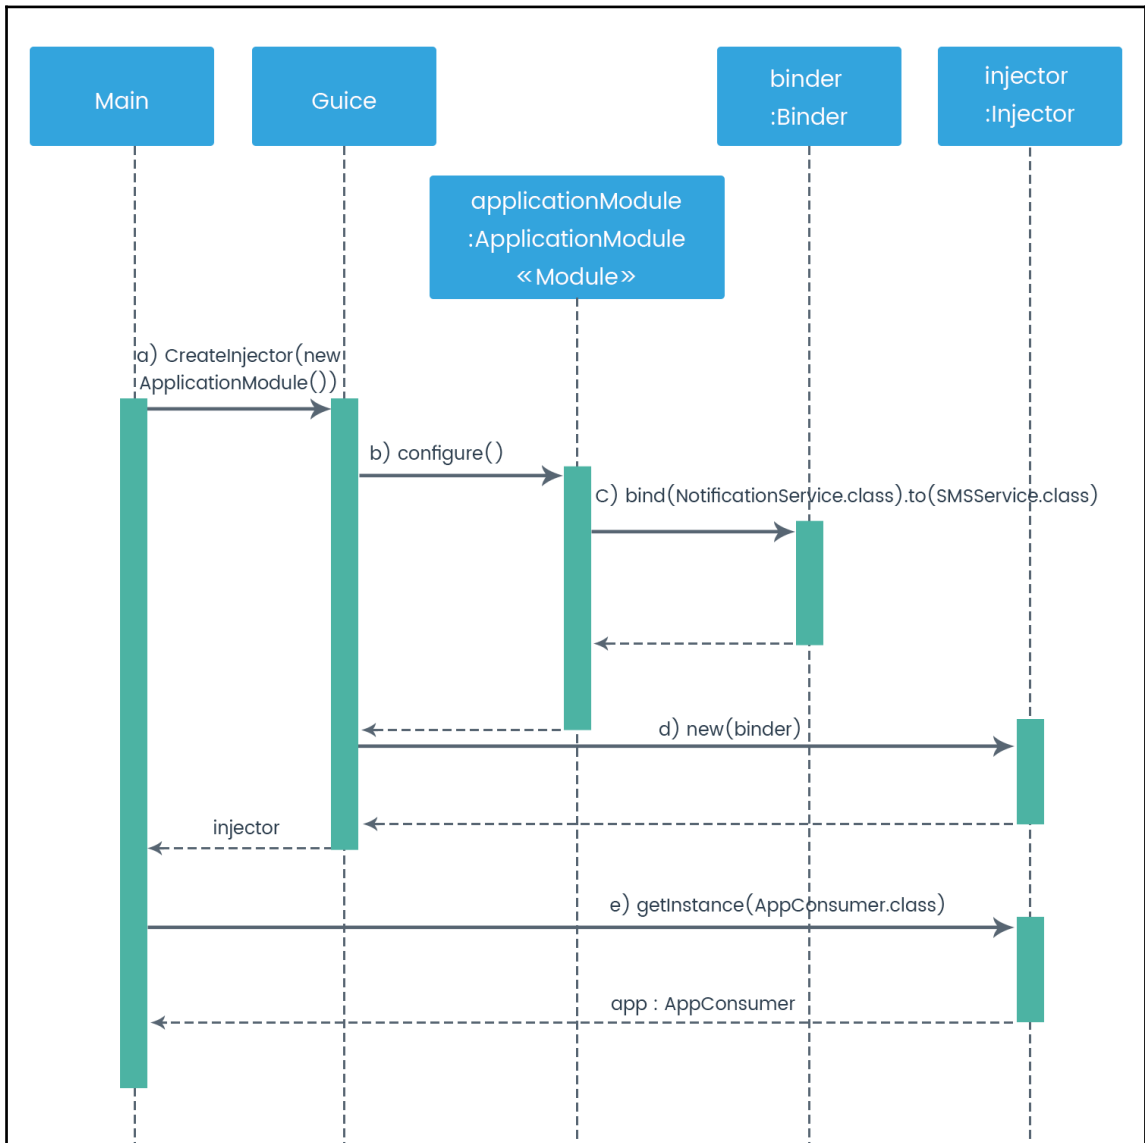 Main
Guice
binder
:Binder
injector
:Injector
applicationModule
:ApplicationModule
«Module»
a) CreateInjector(new
ApplicationModule())
b) configure()
C) bind(NotificationService.class).to(SMSService.class)
d) new(binder)
injector
e) getInstance(AppConsumer.class)
app : AppConsumer